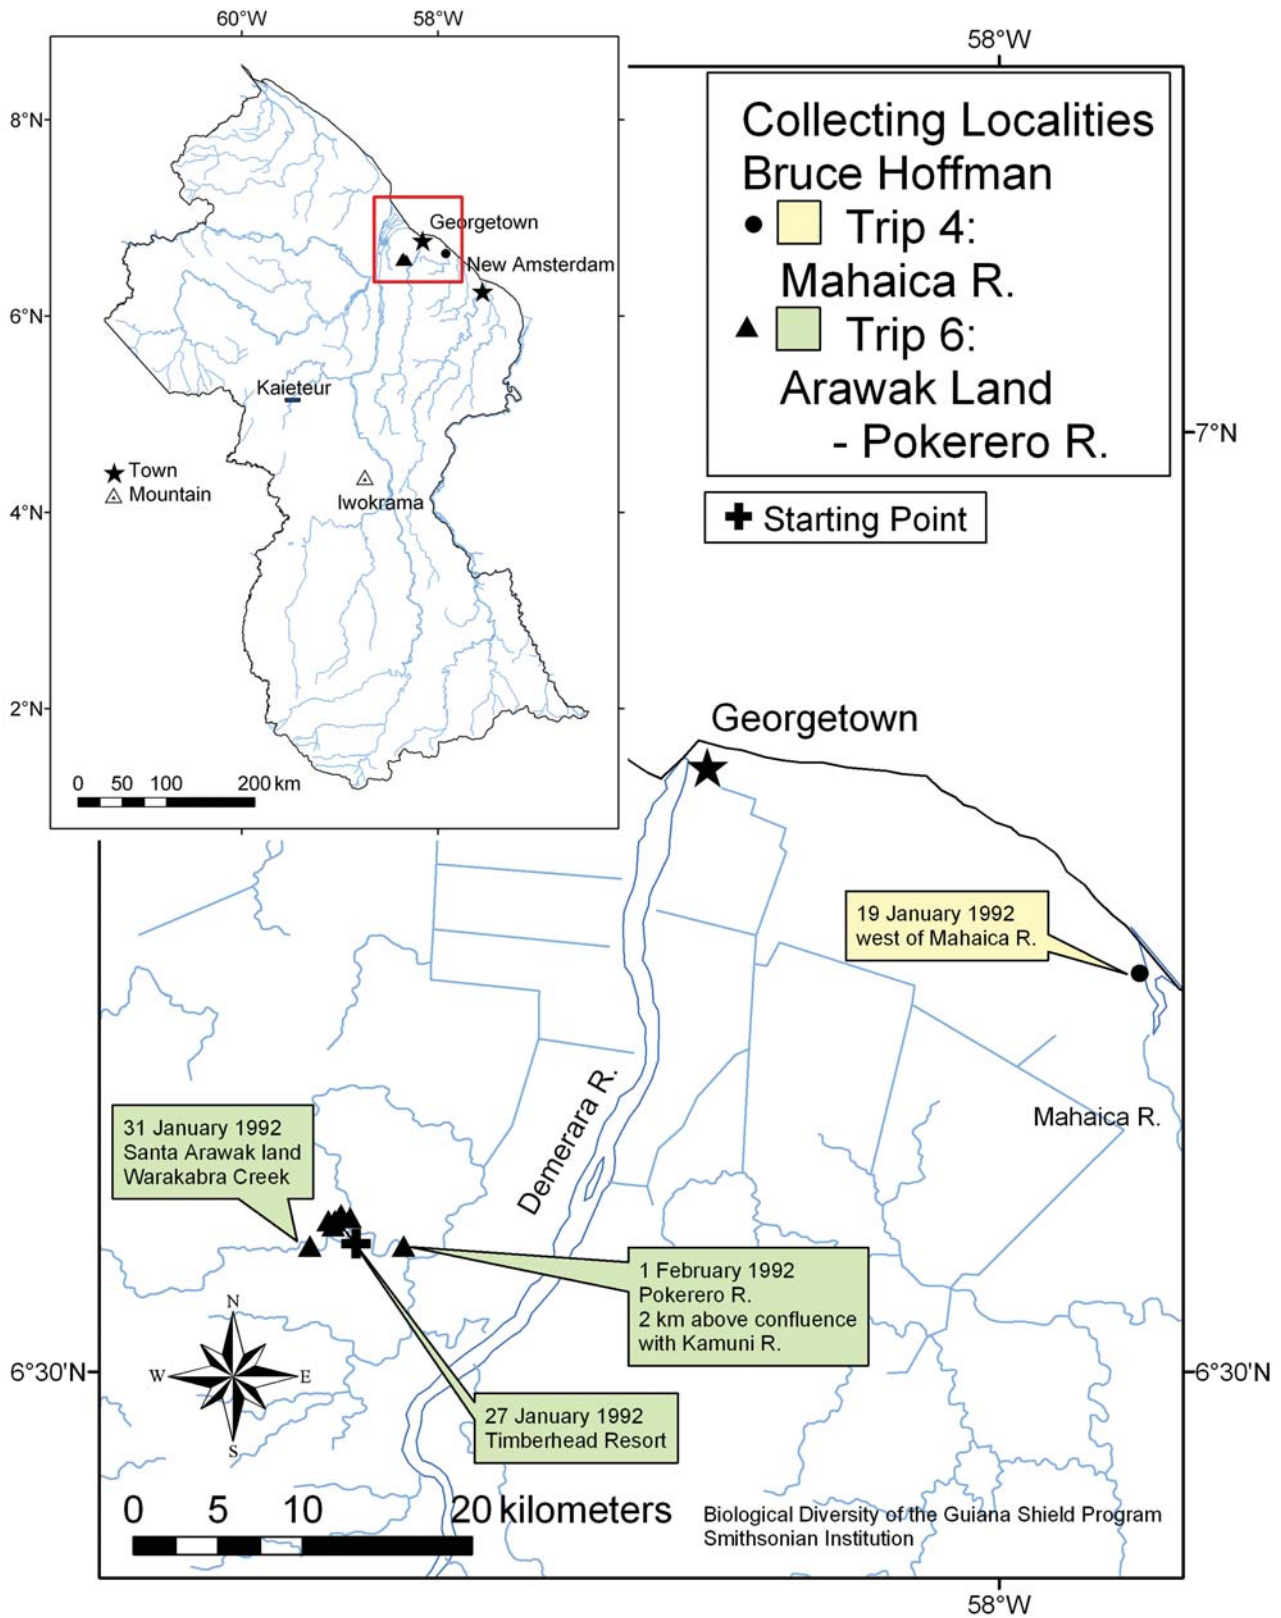 60°W
58°W
8°N
6°N
4°N
2°N
Georgetown
New Amsterdam
Kaieteur
Iwokrama
Town
Mountain
0 50 100 200 km
58°W
Collecting Localities
Bruce Hoffman
Trip 4:
Mahaica R.
Trip 6:
Arawak Land
- Pokerero R.
7°N
Starting Point
Georgetown
19 January 1992
west of Mahaica R.
Demerara R.
Mahaica R.
31 January 1992
Santa Arawak land
Warakabra Creek
1 February 1992
Pokerero R.
2 km above confluence
with Kamuni R.
N
W E
S
6°30'N
6°30'N
27 January 1992
Timberhead Resort
0 5 10 20 kilometers
Biological Diversity of the Guiana Shield Program
Smithsonian Institution
58°W